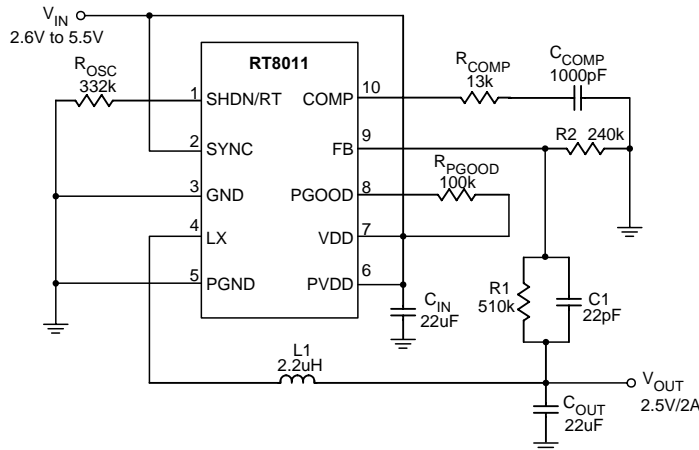 VIN
2.6V to 5.5V
ROSC
332k
RT8011
1
SHDN/RT
2
SYNC
3
GND
4
LX
5
PGND
COMP
10
FB
9
PGOOD
8
VDD
7
PVDD
6
RCOMP
13k
CCOMP
1000pF
R2 240k
RPGOOD
100k
CIN
22uF
R1
510k
C1
22pF
L1
2.2uH
VOUT
2.5V/2A
COUT
22uF